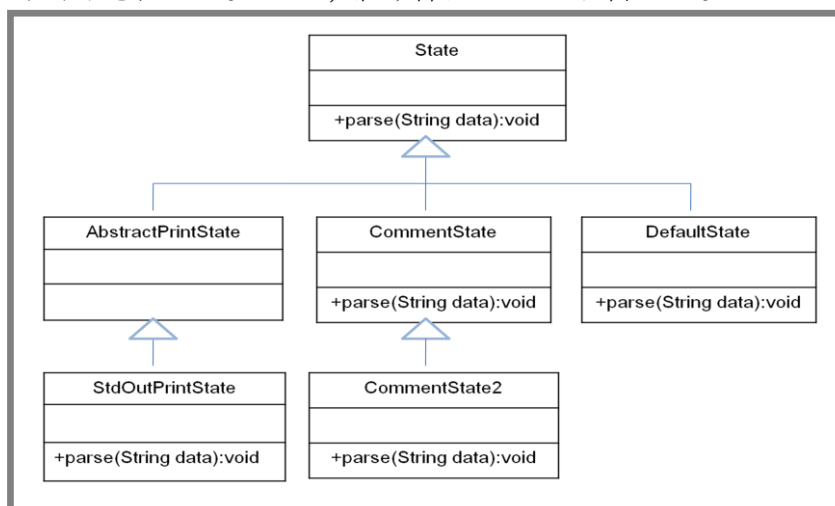 State
+parse(String data):void
AbstractPrintState
CommentState
+parse(String data):void
DefaultState
+parse(String data):void
StdOutPrintState
+parse(String data):void
CommentState2
+parse(String data):void